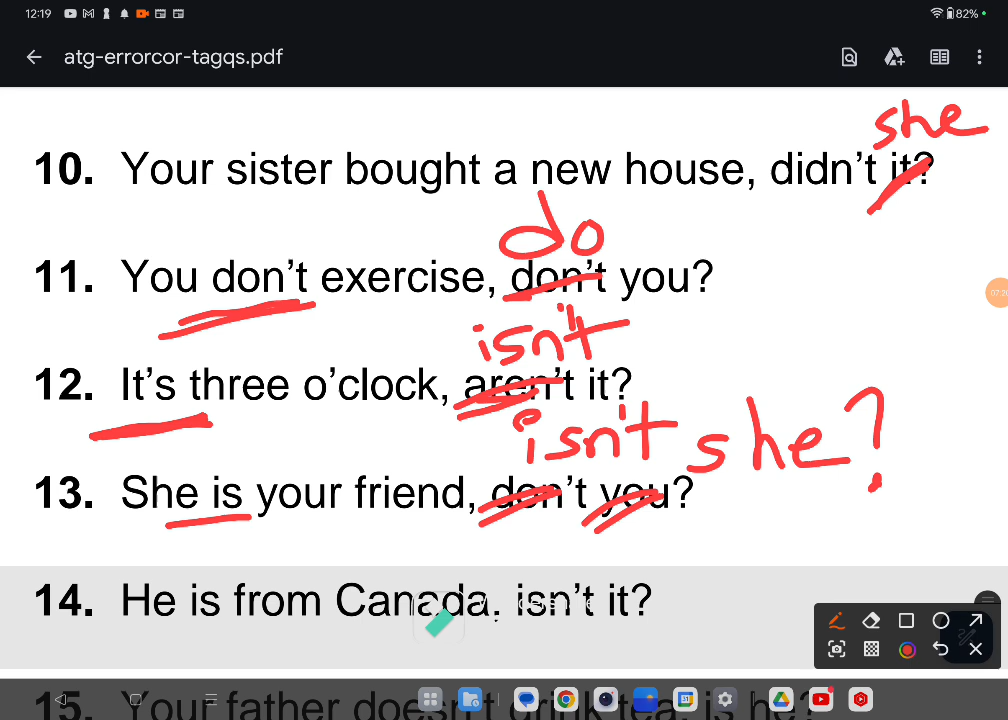 12:19 82%
atg-errorcor-tagqs.pdf
she
10. Your sister bought a new house, didn't it?
do
11. You don't exercise, don't you?
isn't
12. It's three o'clock, aren't it?
isn't she?
13. She is your friend, don't you?
14. He is from Canada, isn't it?
15. Your father doesn't drink tea, is he?